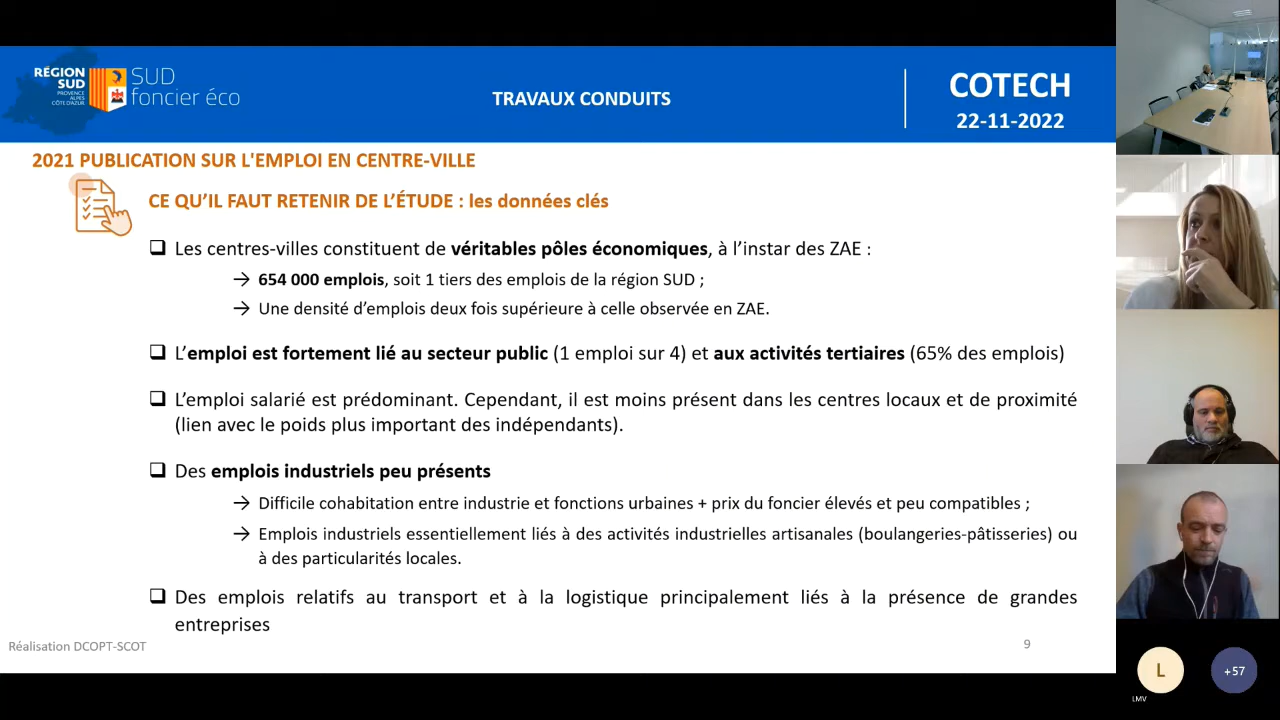 RÉGION
SUD
PROVENCE
ALPES
CÔTE D'AZUR
SUD
foncier éco
TRAVAUX CONDUITS
COTECH
22-11-2022
2021 PUBLICATION SUR L'EMPLOI EN CENTRE-VILLE
CE QU'IL FAUT RETENIR DE L'ÉTUDE : les données clés
Les centres-villes constituent de véritables pôles économiques, à l'instar des ZAE :
→ 654 000 emplois, soit 1 tiers des emplois de la région SUD ;
→ Une densité d'emplois deux fois supérieure à celle observée en ZAE.
L'emploi est fortement lié au secteur public (1 emploi sur 4) et aux activités tertiaires (65% des emplois)
L'emploi salarié est prédominant. Cependant, il est moins présent dans les centres locaux et de proximité
(lien avec le poids plus important des indépendants).
Des emplois industriels peu présents
→ Difficile cohabitation entre industrie et fonctions urbaines + prix du foncier élevés et peu compatibles ;
→ Emplois industriels essentiellement liés à des activités industrielles artisanales (boulangeries-pâtisseries) ou
à des particularités locales.
Des emplois relatifs au transport et à la logistique principalement liés à la présence de grandes
entreprises
Réalisation DCOPT-SCOT
9
L
+57
LMV